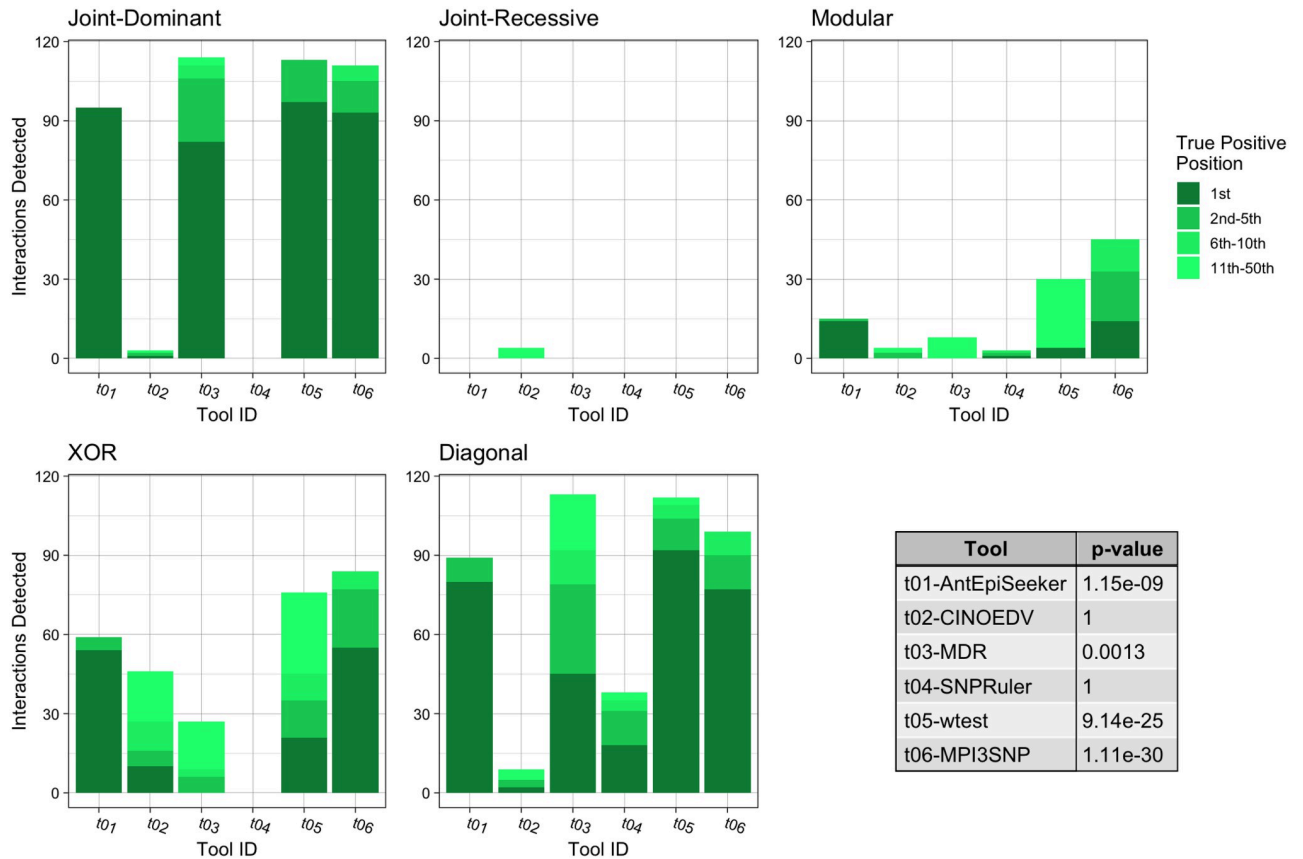 Joint-Dominant
Joint-Recessive
Modular
Interactions Detected
120
90
60
30
0
t01 t02 t03 t04 t05 t06
Tool ID
120
90
60
30
0
t01 t02 t03 t04 t05 t06
Tool ID
120
90
60
30
0
t01 t02 t03 t04 t05 t06
Tool ID
True Positive
Position
1st
2nd-5th
6th-10th
11th-50th
XOR
Diagonal
Interactions Detected
120
90
60
30
0
t01 t02 t03 t04 t05 t06
Tool ID
120
90
60
30
0
t01 t02 t03 t04 t05 t06
Tool ID
Tool p-value
t01-AntEpiSeeker 1.15e-09
t02-CINOEDV 1
t03-MDR 0.0013
t04-SNPRuler 1
t05-wtest 9.14e-25
t06-MPI3SNP 1.11e-30